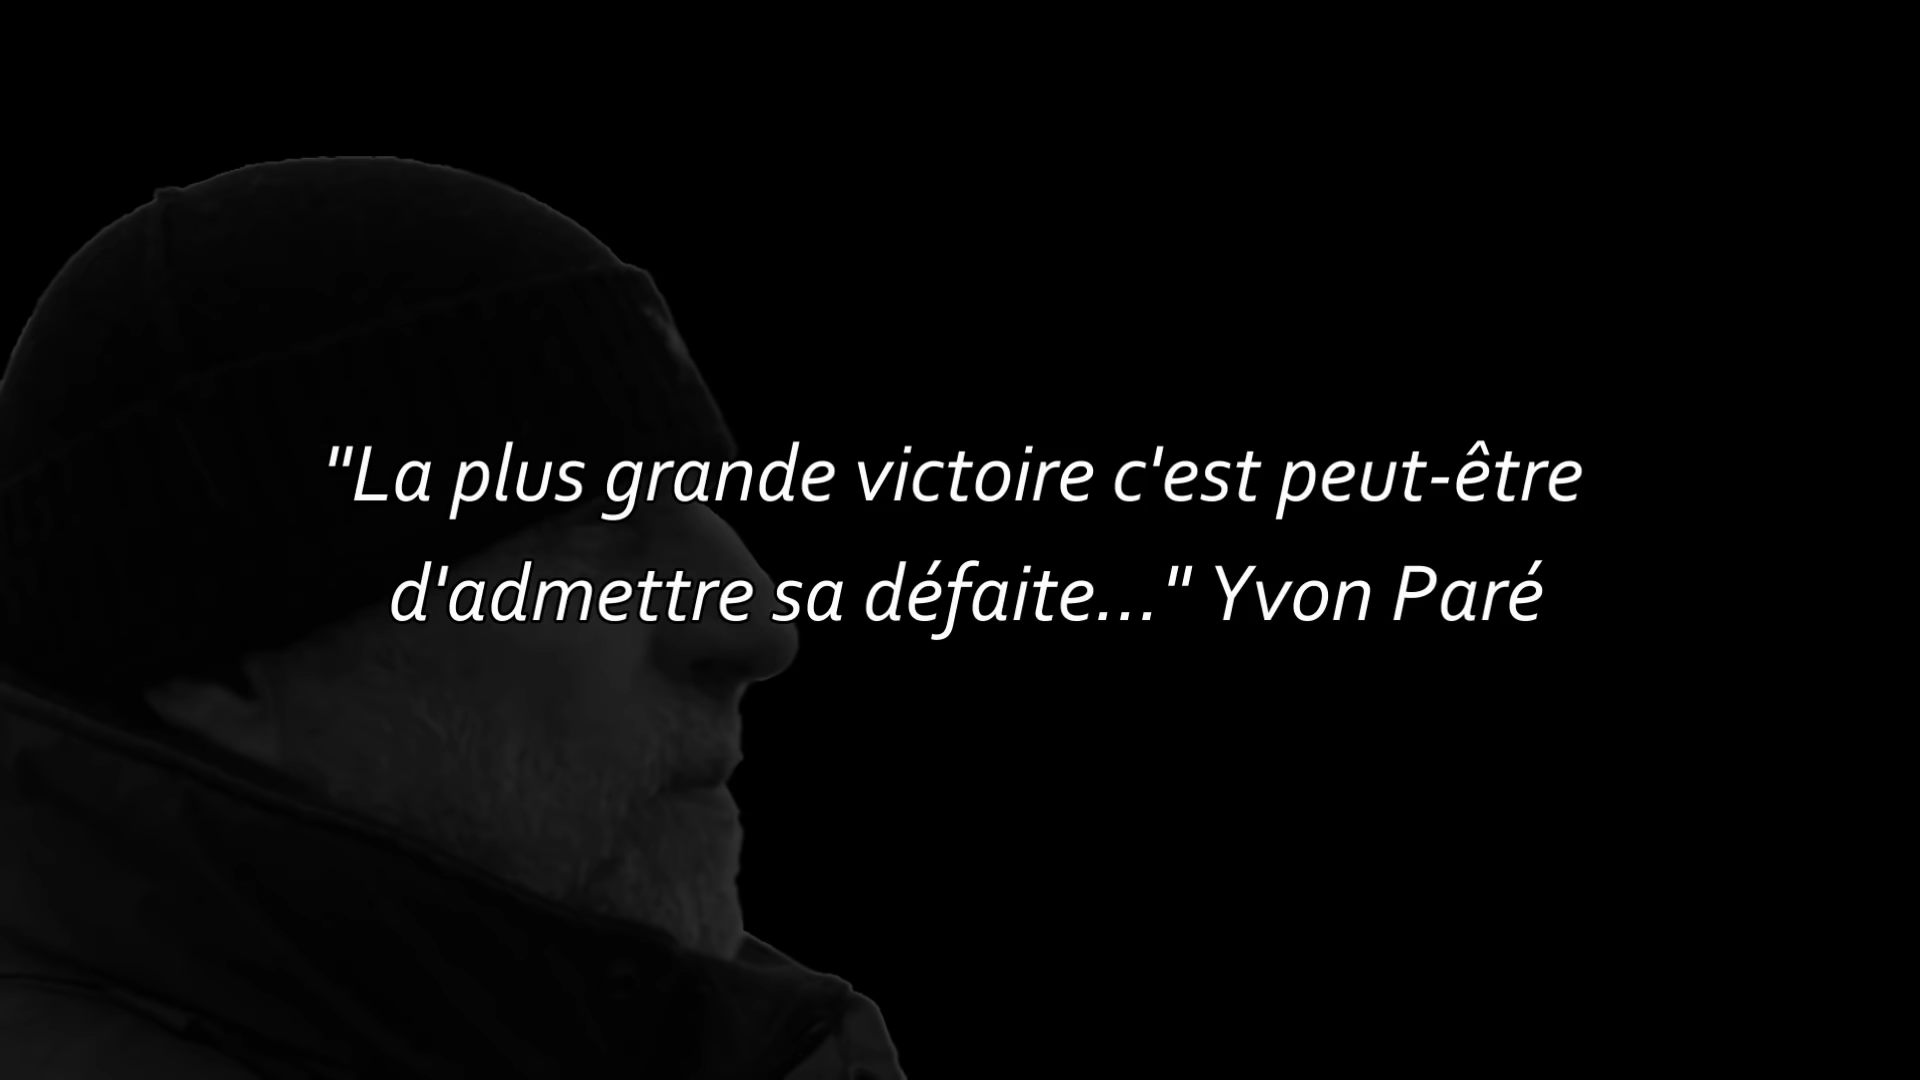 "La plus grande victoire c'est peut-être
d'admettre sa défaite..." Yvon Paré